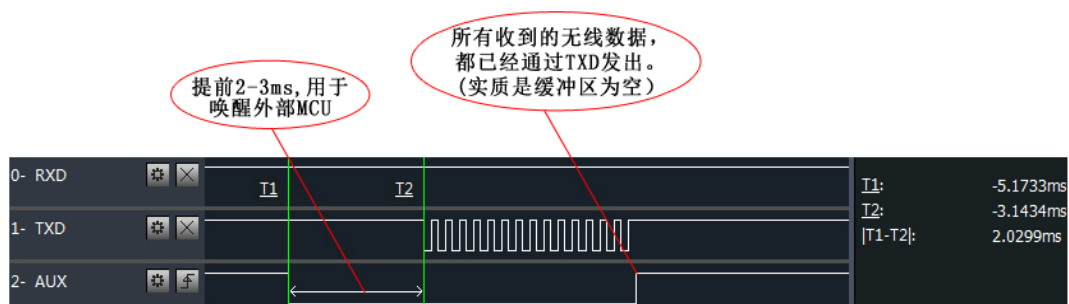 所有收到的无线数据,
都已经通过TXD发出。
(实质是缓冲区为空)
提前2-3ms,用于
唤醒外部MCU
0- RXD
T1
T2
1- TXD
2- AUX
T1: -5.1733ms
T2: -3.1434ms
|T1-T2|: 2.0299ms